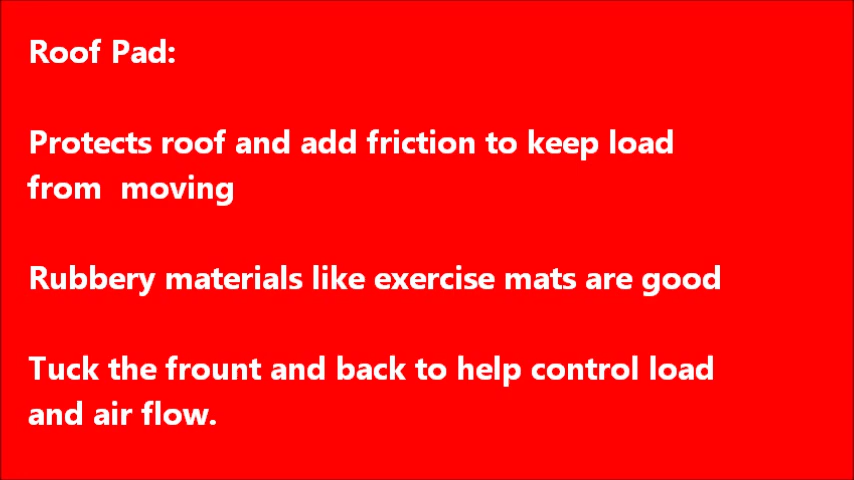 Roof Pad:
Protects roof and add friction to keep load
from  moving
Rubbery materials like exercise mats are good
Tuck the frount and back to help control load
and air flow.